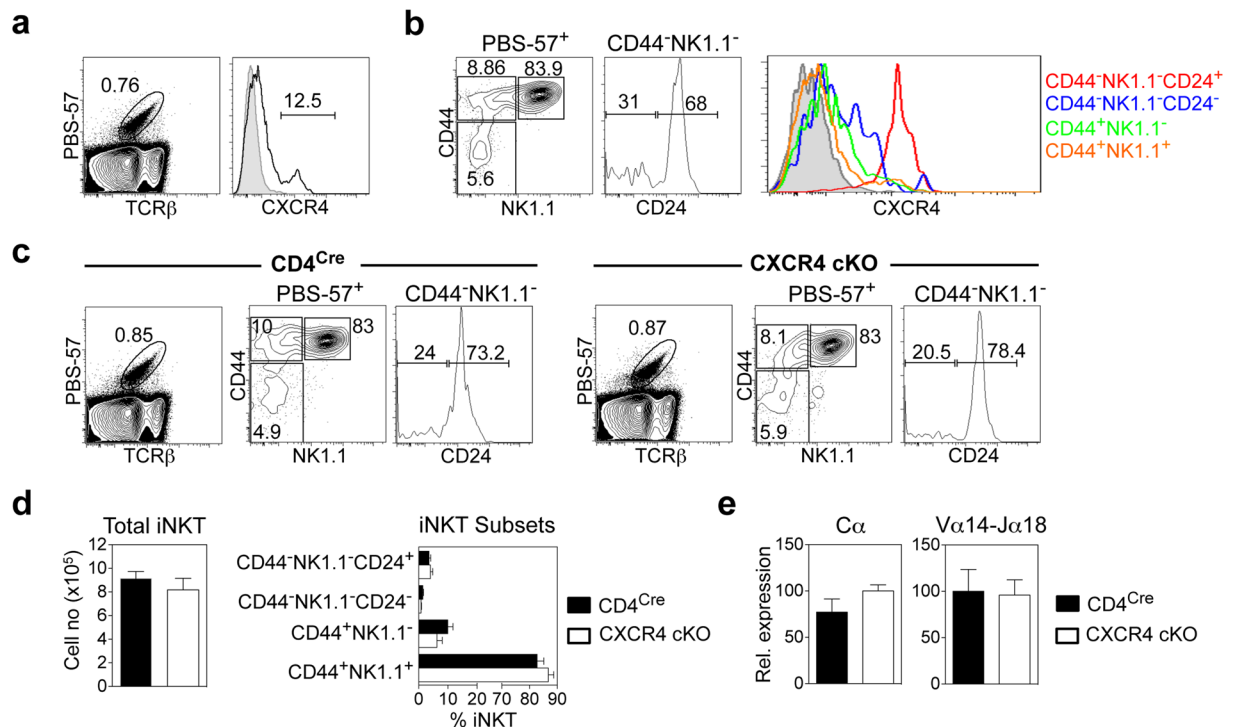 a
0.76
PBS-57
TCRβ
12.5
CXCR4
b
PBS-57⁺
8.86 83.9
CD44
5.6
NK1.1
CD44⁻NK1.1⁻
31 68
CD24
CXCR4
CD44⁻NK1.1⁻CD24⁺
CD44⁻NK1.1⁻CD24⁻
CD44⁺NK1.1⁻
CD44⁺NK1.1⁺
c
CD4ᶜʳᵉ
0.85
PBS-57
TCRβ
PBS-57⁺
10 83
CD44
4.9
NK1.1
CD44⁻NK1.1⁻
24 73.2
CD24
CXCR4 cKO
0.87
PBS-57
TCRβ
PBS-57⁺
8.1 83
CD44
5.9
NK1.1
CD44⁻NK1.1⁻
20.5 78.4
CD24
d
Total iNKT
Cell no (x10⁵)
12
10
8
6
4
2
0
iNKT Subsets
CD44⁻NK1.1⁻CD24⁺
CD44⁻NK1.1⁻CD24⁻
CD44⁺NK1.1⁻
CD44⁺NK1.1⁺
0 10 20 70 80 90
% iNKT
CD4ᶜʳᵉ
CXCR4 cKO
e
Cα
Rel. expression
150
100
50
0
Vα14-Jα18
150
100
50
0
CD4ᶜʳᵉ
CXCR4 cKO